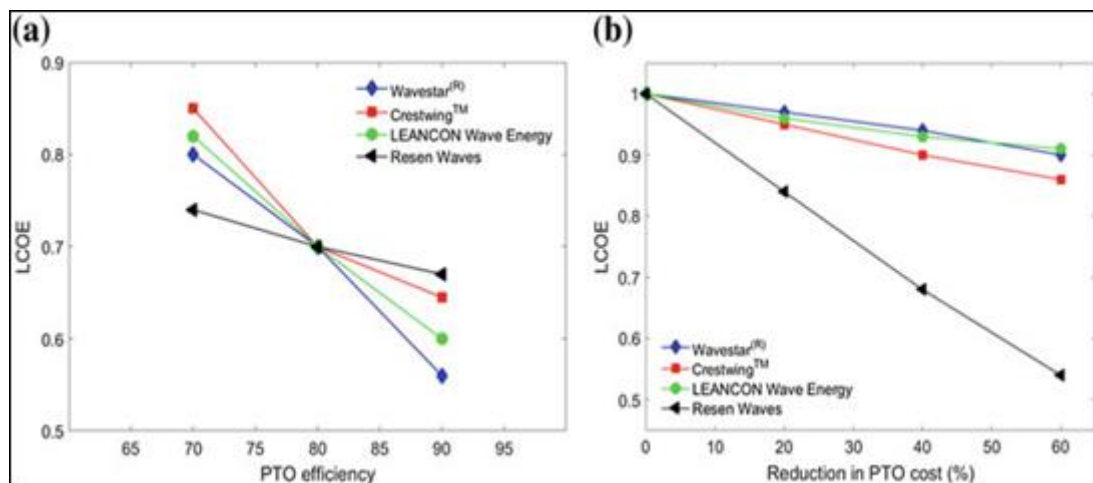 (a)
0.9
0.8
0.7
0.6
0.5
LCOE
65 70 75 80 85 90 95
PTO efficiency
Wavestar(R)
Crestwing™
LEANCON Wave Energy
Resen Waves
(b)
1
0.9
0.8
0.7
0.6
0.5
LCOE
0 10 20 30 40 50 60
Reduction in PTO cost (%)
Wavestar(R)
Crestwing™
LEANCON Wave Energy
Resen Waves